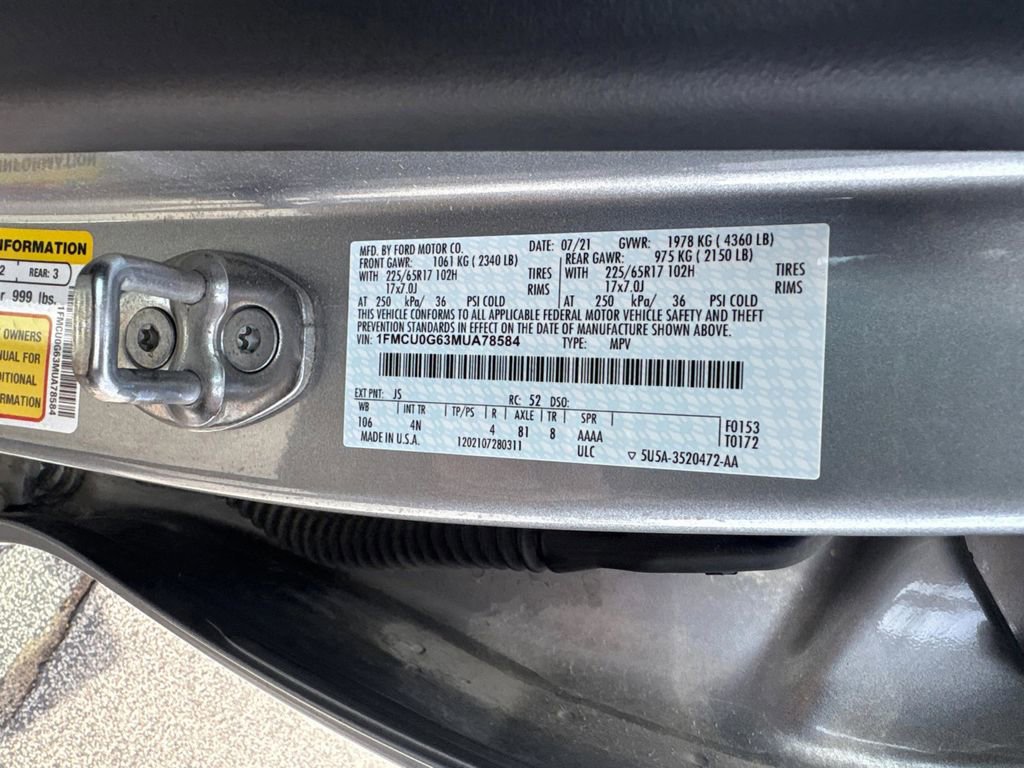 INFORMATION
NFORMATION
2 REAR: 3
r 999 lbs.
OWNERS
NUAL FOR
DITIONAL
ORMATION
1FMCU0G63MUA78584
MFD. BY FORD MOTOR CO. DATE: 07/21 GVWR: 1978 KG ( 4360 LB)
FRONT GAWR: 1061 KG ( 2340 LB) REAR GAWR: 975 KG ( 2150 LB)
WITH 225/65R17 102H TIRES WITH 225/65R17 102H TIRES
17x7.0J RIMS 17x7.0J RIMS
AT 250 kPa/ 36 PSI COLD AT 250 kPa/ 36 PSI COLD
THIS VEHICLE CONFORMS TO ALL APPLICABLE FEDERAL MOTOR VEHICLE SAFETY AND THEFT
PREVENTION STANDARDS IN EFFECT ON THE DATE OF MANUFACTURE SHOWN ABOVE.
VIN: 1FMCU0G63MUA78584 TYPE: MPV
EXT PNT: JS RC: 52 DSO:
WB INT TR TP/PS R AXLE TR SPR
106 4N 4 81 8 AAAA F0153
MADE IN U.S.A. 1202107280311 ULC T0172
▽ 5U5A-3520472-AA